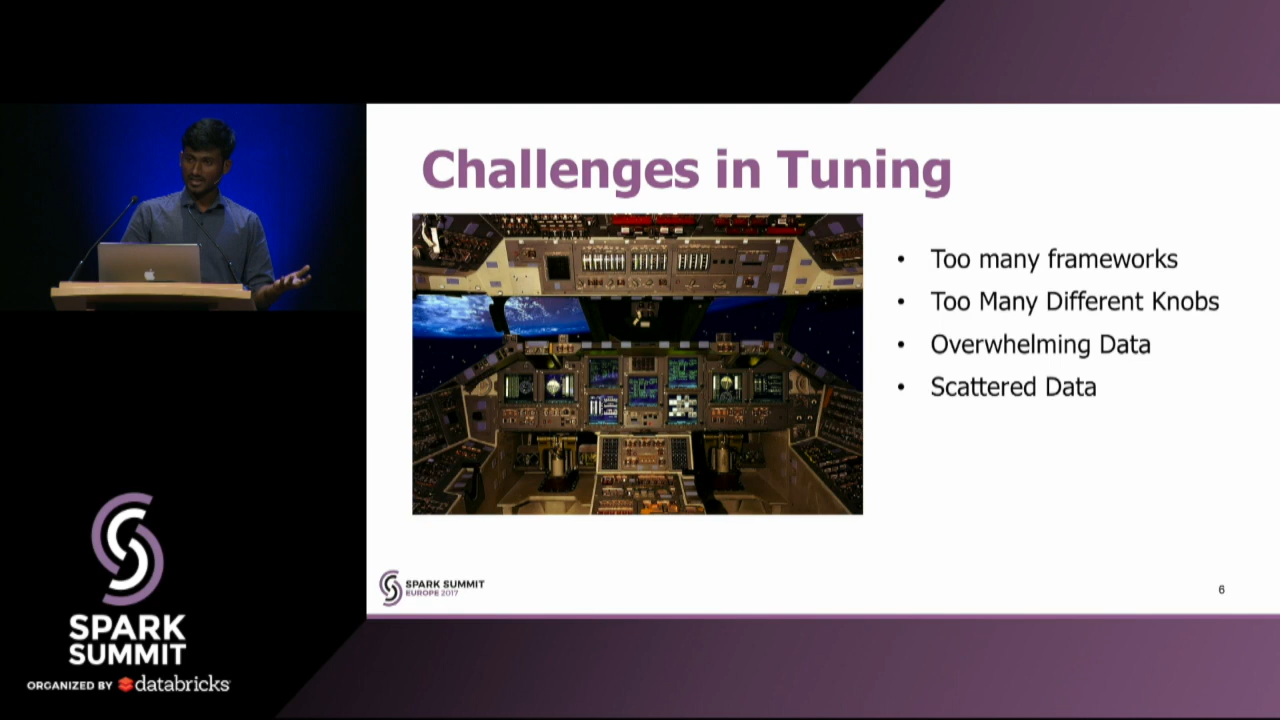 Challenges in Tuning
• Too many frameworks
• Too Many Different Knobs
• Overwhelming Data
• Scattered Data
SPARK SUMMIT
EUROPE 2017
6
SPARK
SUMMIT
ORGANIZED BY databricks